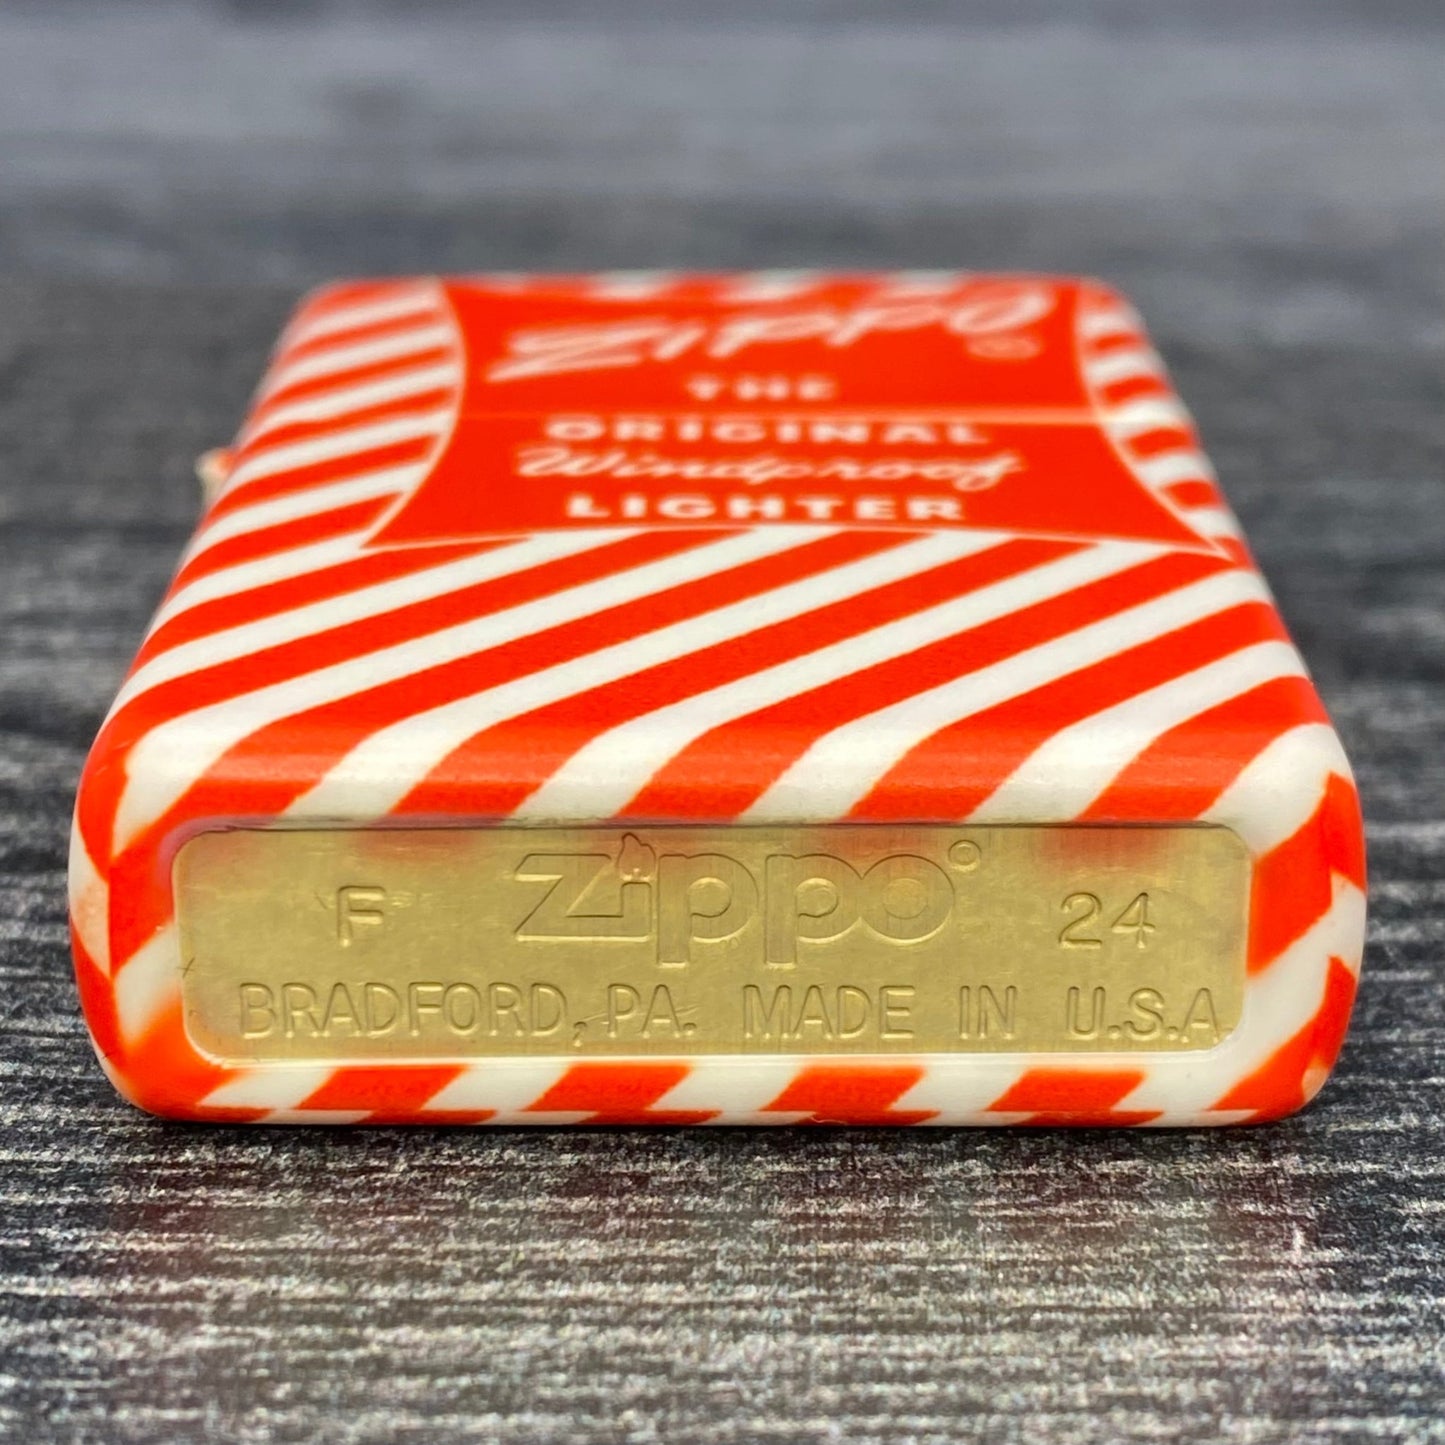 Zippo®
THE
ORIGINAL
Windproof
LIGHTER
F Zippo® 24
BRADFORD, PA. MADE IN U.S.A.